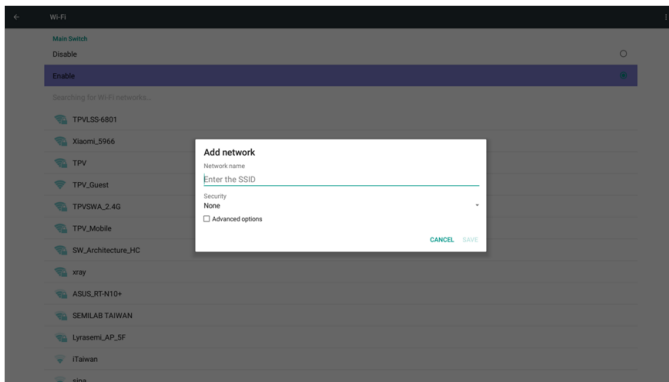 Wi-Fi
Main Switch
Disable
Enable
Searching for Wi-Fi networks...
TPVLSS-6801
Xiaomi_5966
TPV
TPV_Guest
TPVSWA_2.4G
TPV_Mobile
SW_Architecture_HC
xray
ASUS_RT-N10+
SEMILAB TAIWAN
Lyrasemi_AP_5F
iTaiwan
Add network
Network name
Enter the SSID
Security
None
Advanced options
CANCEL SAVE